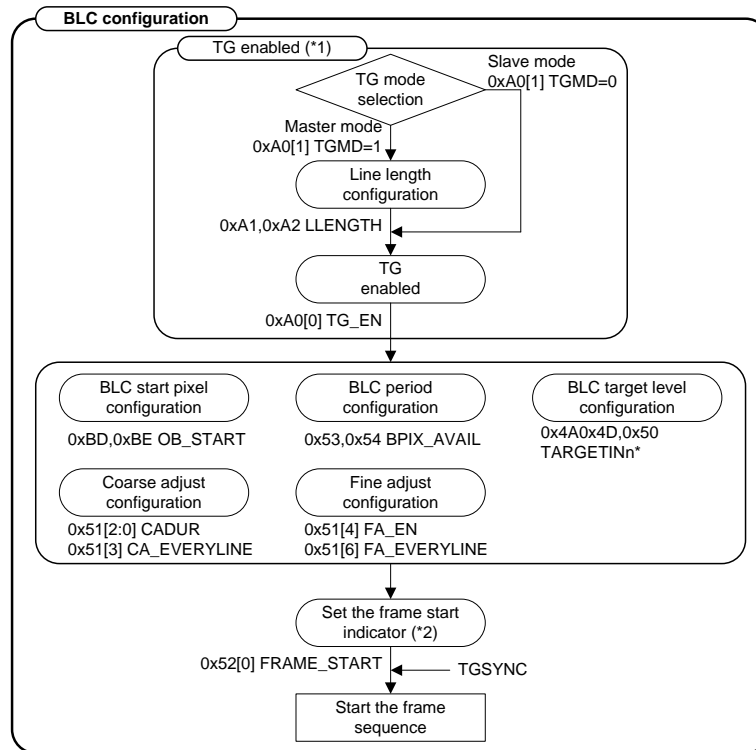 BLC configuration
TG enabled (*1)
TG mode
selection
Slave mode
0xA0[1] TGMD=0
Master mode
0xA0[1] TGMD=1
Line length
configuration
0xA1,0xA2 LLENGTH
TG
enabled
0xA0[0] TG_EN
BLC start pixel
configuration
0xBD,0xBE OB_START
BLC period
configuration
0x53,0x54 BPIX_AVAIL
BLC target level
configuration
0x4A0x4D,0x50
TARGETINn*
Coarse adjust
configuration
0x51[2:0] CADUR
0x51[3] CA_EVERYLINE
Fine adjust
configuration
0x51[4] FA_EN
0x51[6] FA_EVERYLINE
Set the frame start
indicator (*2)
0x52[0] FRAME_START
TGSYNC
Start the frame
sequence